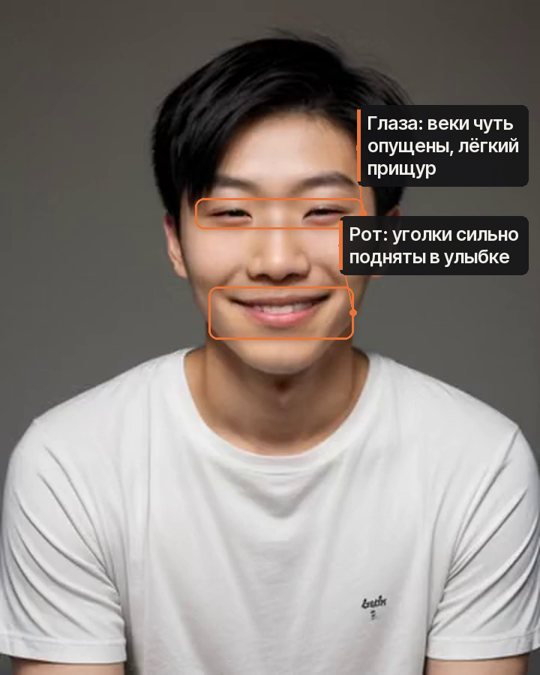 Глаза: веки чуть
опущены, лёгкий
прищур
Рот: уголки сильно
подняты в улыбке